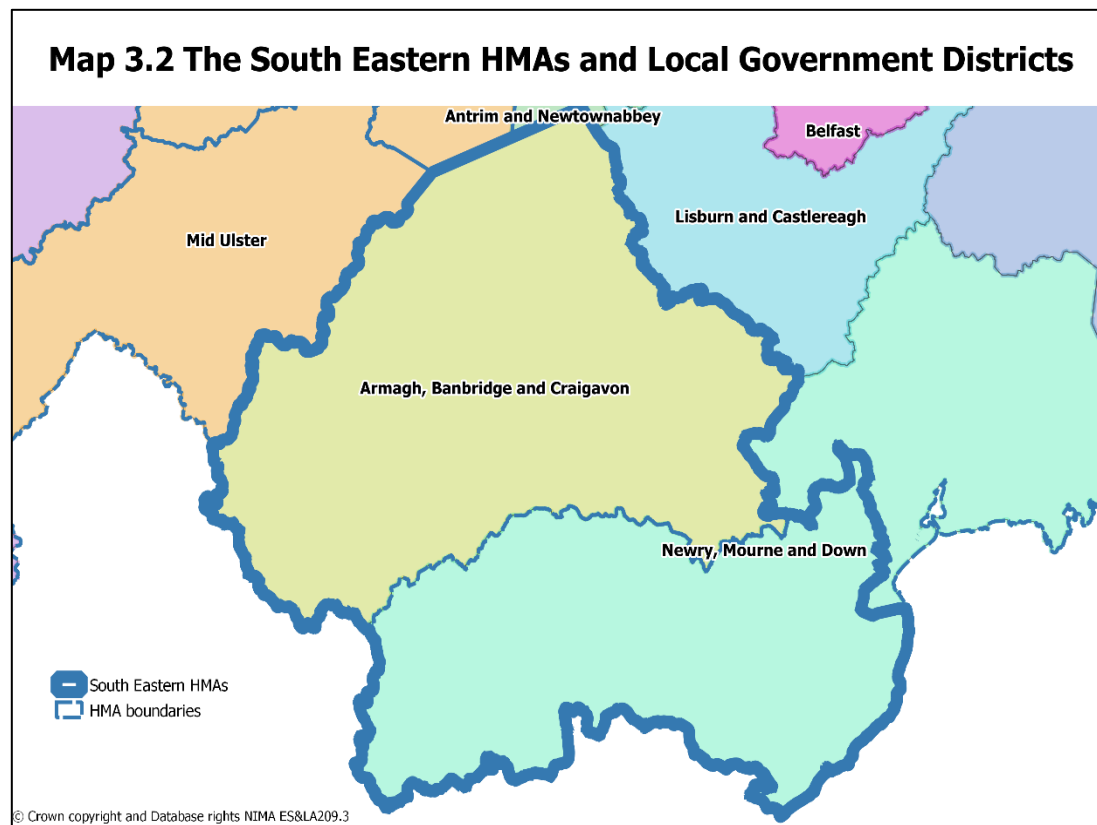 Map 3.2 The South Eastern HMAs and Local Government Districts
Antrim and Newtownabbey
Belfast
Lisburn and Castlereagh
Mid Ulster
Armagh, Banbridge and Craigavon
Newry, Mourne and Down
South Eastern HMAs
HMA boundaries
© Crown copyright and Database rights NIMA ES&LA209.3